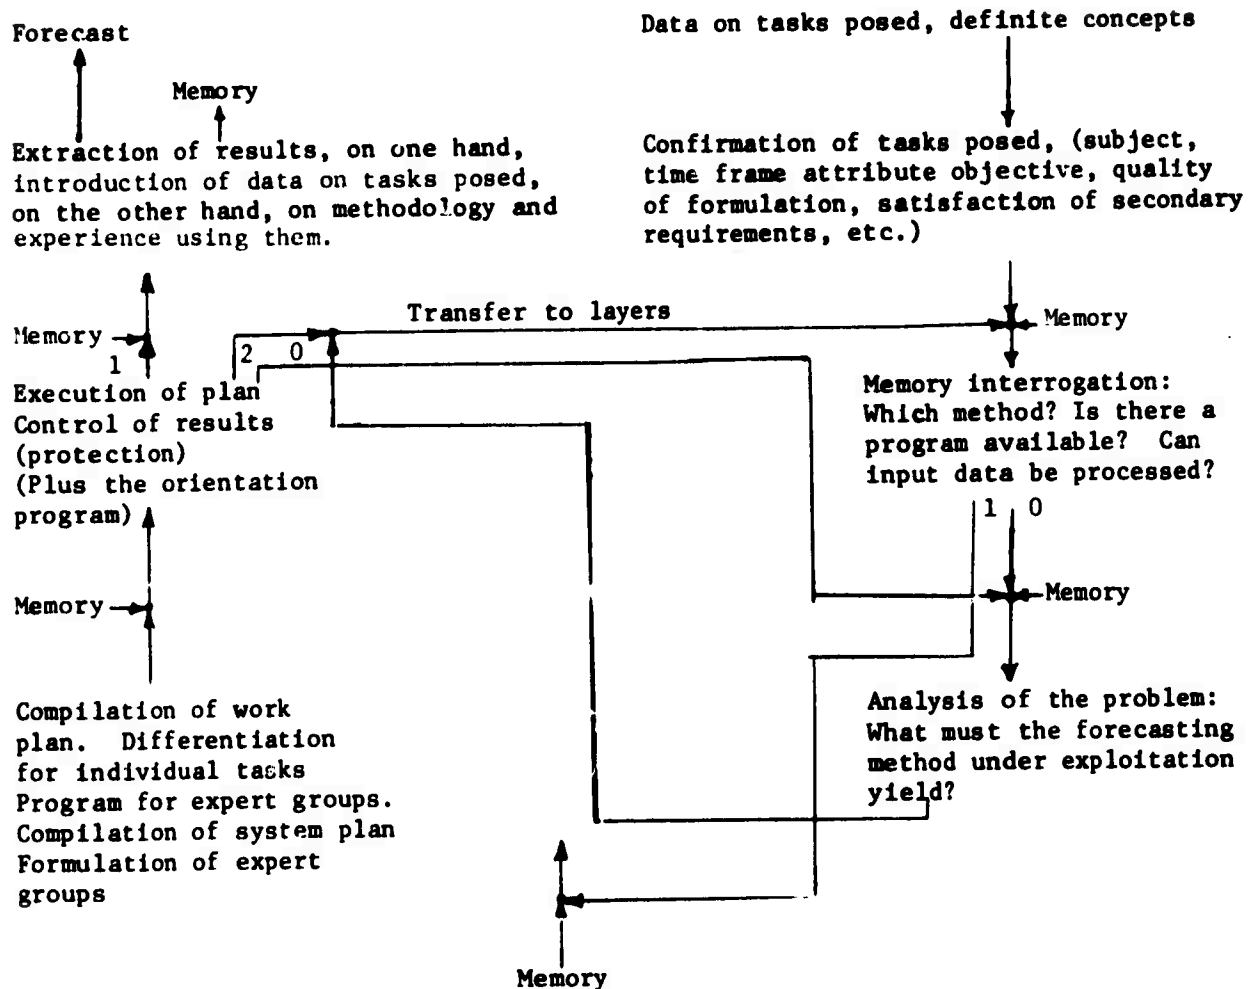 Forecast
Memory
Extraction of results, on one hand,
introduction of data on tasks posed,
on the other hand, on methodology and
experience using them.
Data on tasks posed, definite concepts
Confirmation of tasks posed, (subject,
time frame attribute objective, quality
of formulation, satisfaction of secondary
requirements, etc.)
Memory
1
2 0
Transfer to layers
Memory
Execution of plan
Control of results
(protection)
(Plus the orientation
program)
Memory interrogation:
Which method? Is there a
program available? Can
input data be processed?
1 0
Memory
Memory
Compilation of work
plan. Differentiation
for individual tasks
Program for expert groups.
Compilation of system plan
Formulation of expert
groups
Analysis of the problem:
What must the forecasting
method under exploitation
yield?
Memory